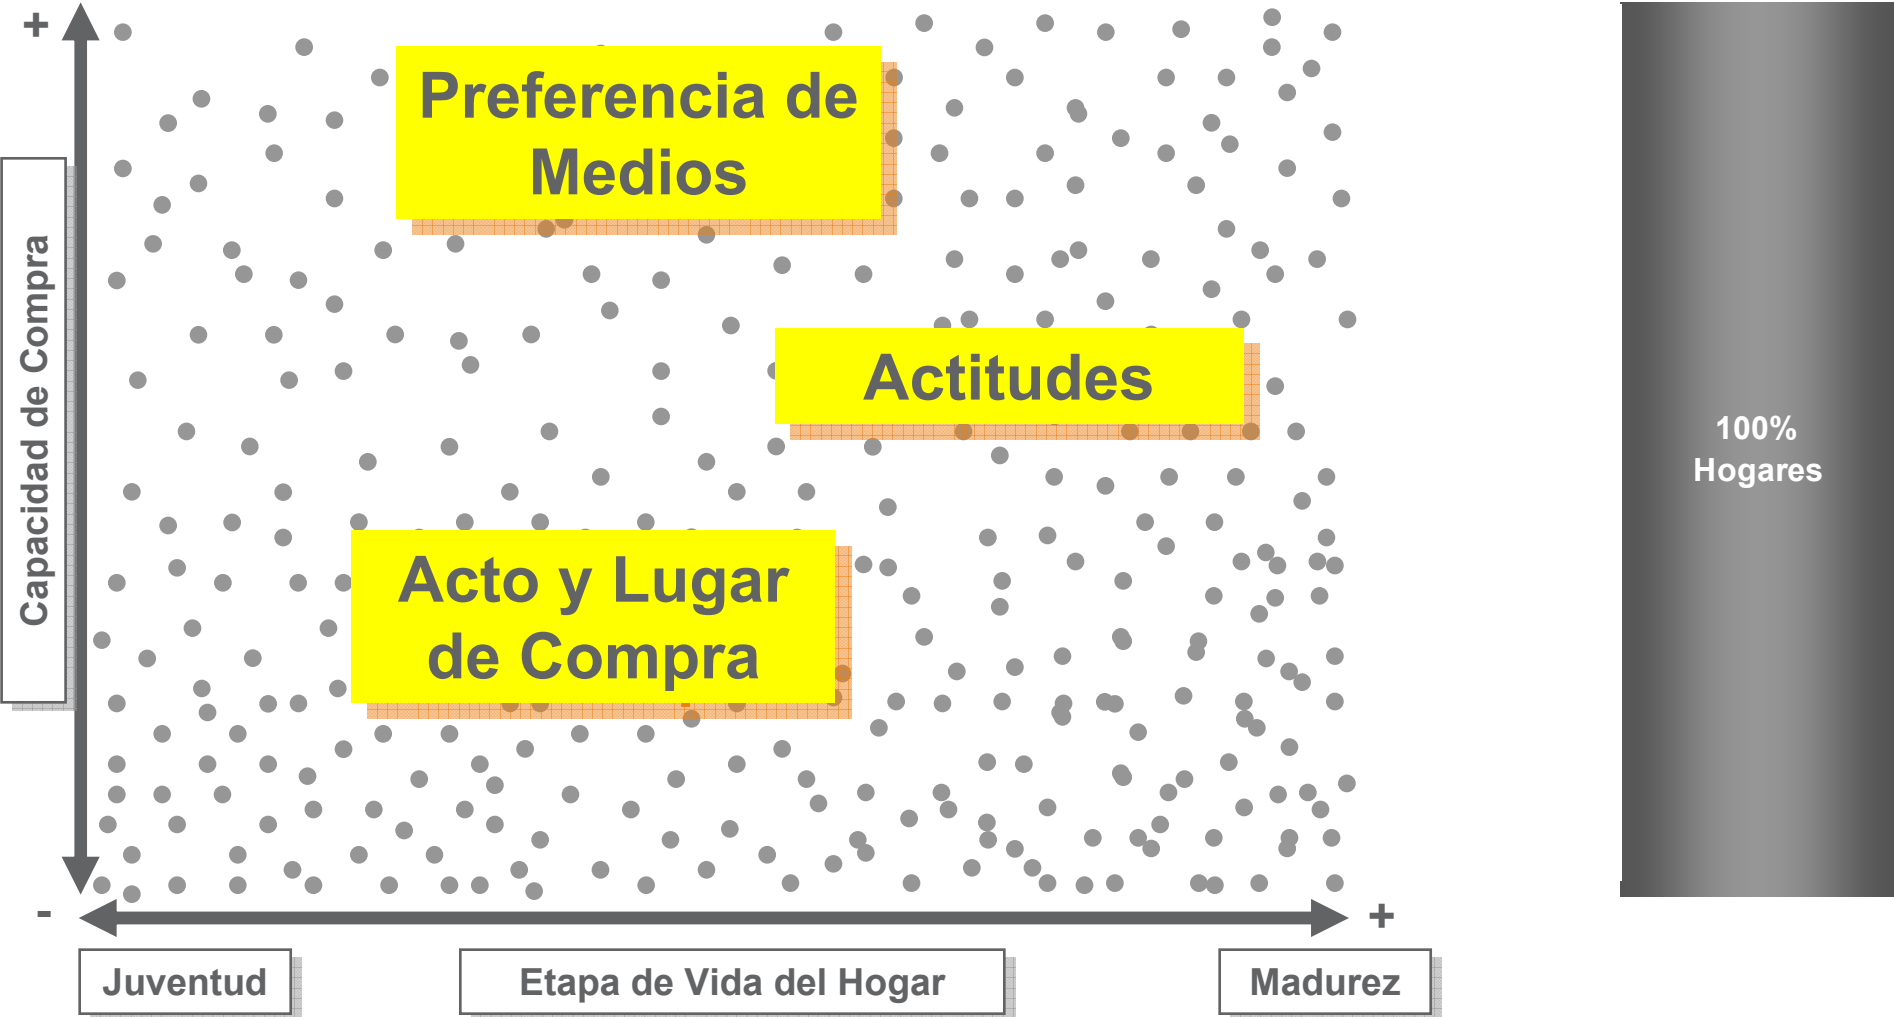 +
Preferencia de
Medios
Capacidad de Compra
Actitudes
100%
Hogares
Acto y Lugar
de Compra
-
+
Juventud
Etapa de Vida del Hogar
Madurez